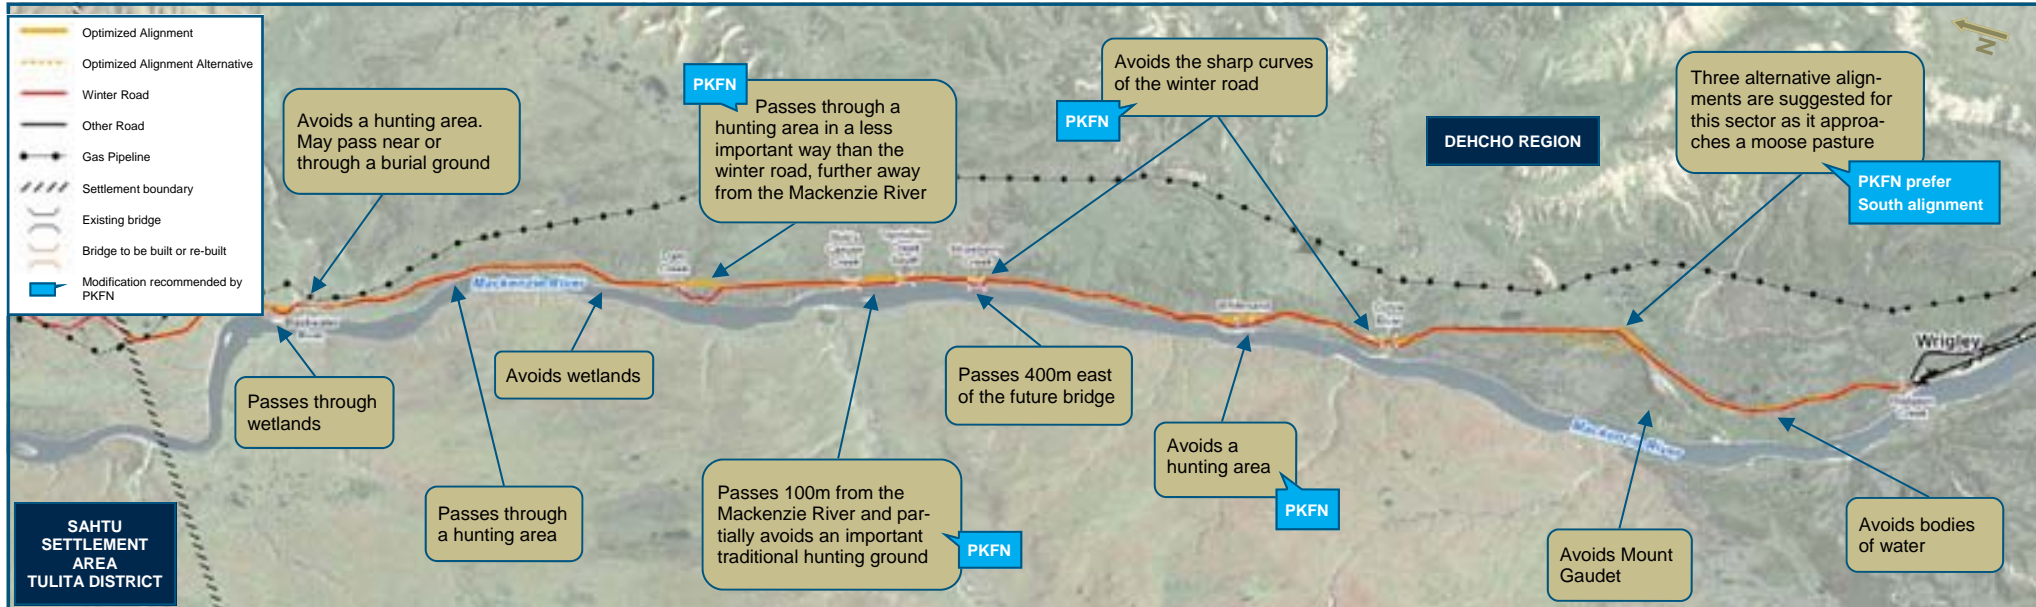 Optimized Alignment
Optimized Alignment Alternative
Winter Road
Other Road
Gas Pipeline
Settlement boundary
Existing bridge
Bridge to be built or re-built
Modification recommended by
PKFN
N
Avoids a hunting area.
May pass near or
through a burial ground
PKFN
Passes through a
hunting area in a less
important way than the
winter road, further away
from the Mackenzie River
Avoids the sharp curves
of the winter road
PKFN
DEHCHO REGION
Three alternative align-
ments are suggested for
this sector as it approa-
ches a moose pasture
PKFN prefer
South alignment
Mackenzie River
Wrigley
Mackenzie River
Passes through
wetlands
Avoids wetlands
Passes 400m east
of the future bridge
Avoids a
hunting area
PKFN
Passes through
a hunting area
Passes 100m from the
Mackenzie River and par-
tially avoids an important
traditional hunting ground
PKFN
Avoids Mount
Gaudet
Avoids bodies
of water
SAHTU
SETTLEMENT
AREA
TULITA DISTRICT